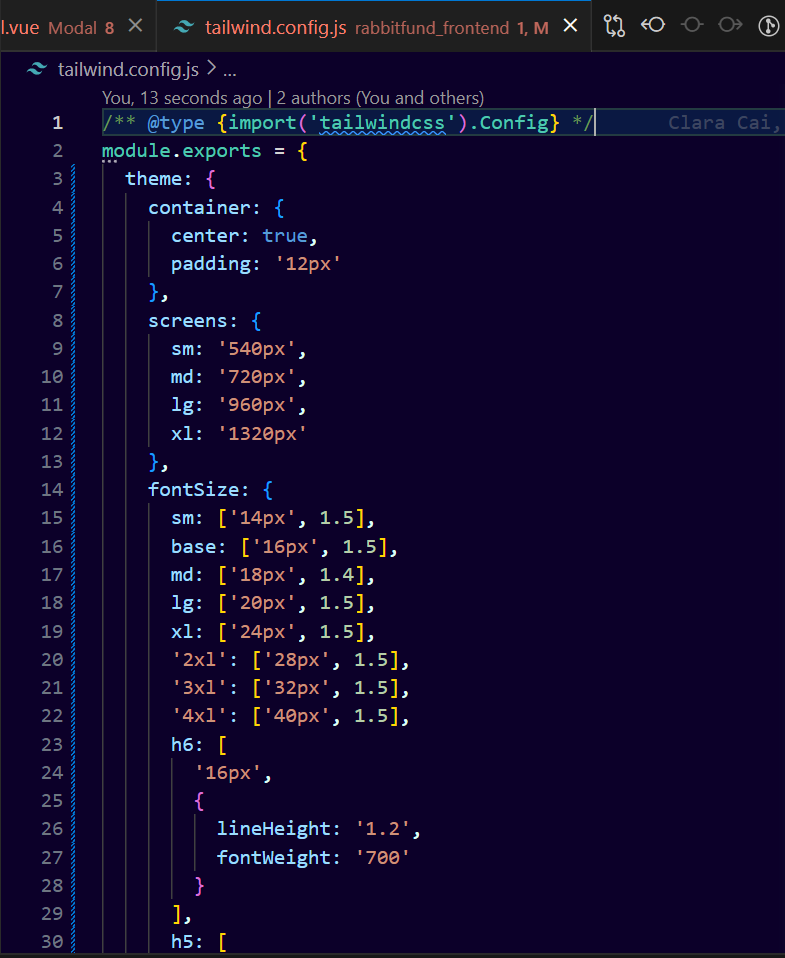 l.vue Modal 8 tailwind.config.js rabbitfund_frontend 1, M
tailwind.config.js > ...
You, 13 seconds ago | 2 authors (You and others)
1 /** @type {import('tailwindcss').Config} */ Clara Cai,
2 module.exports = {
3 theme: {
4 container: {
5 center: true,
6 padding: '12px'
7 },
8 screens: {
9 sm: '540px',
10 md: '720px',
11 lg: '960px',
12 xl: '1320px'
13 },
14 fontSize: {
15 sm: ['14px', 1.5],
16 base: ['16px', 1.5],
17 md: ['18px', 1.4],
18 lg: ['20px', 1.5],
19 xl: ['24px', 1.5],
20 '2xl': ['28px', 1.5],
21 '3xl': ['32px', 1.5],
22 '4xl': ['40px', 1.5],
23 h6: [
24 '16px',
25 {
26 lineHeight: '1.2',
27 fontWeight: '700'
28 }
29 ],
30 h5: [